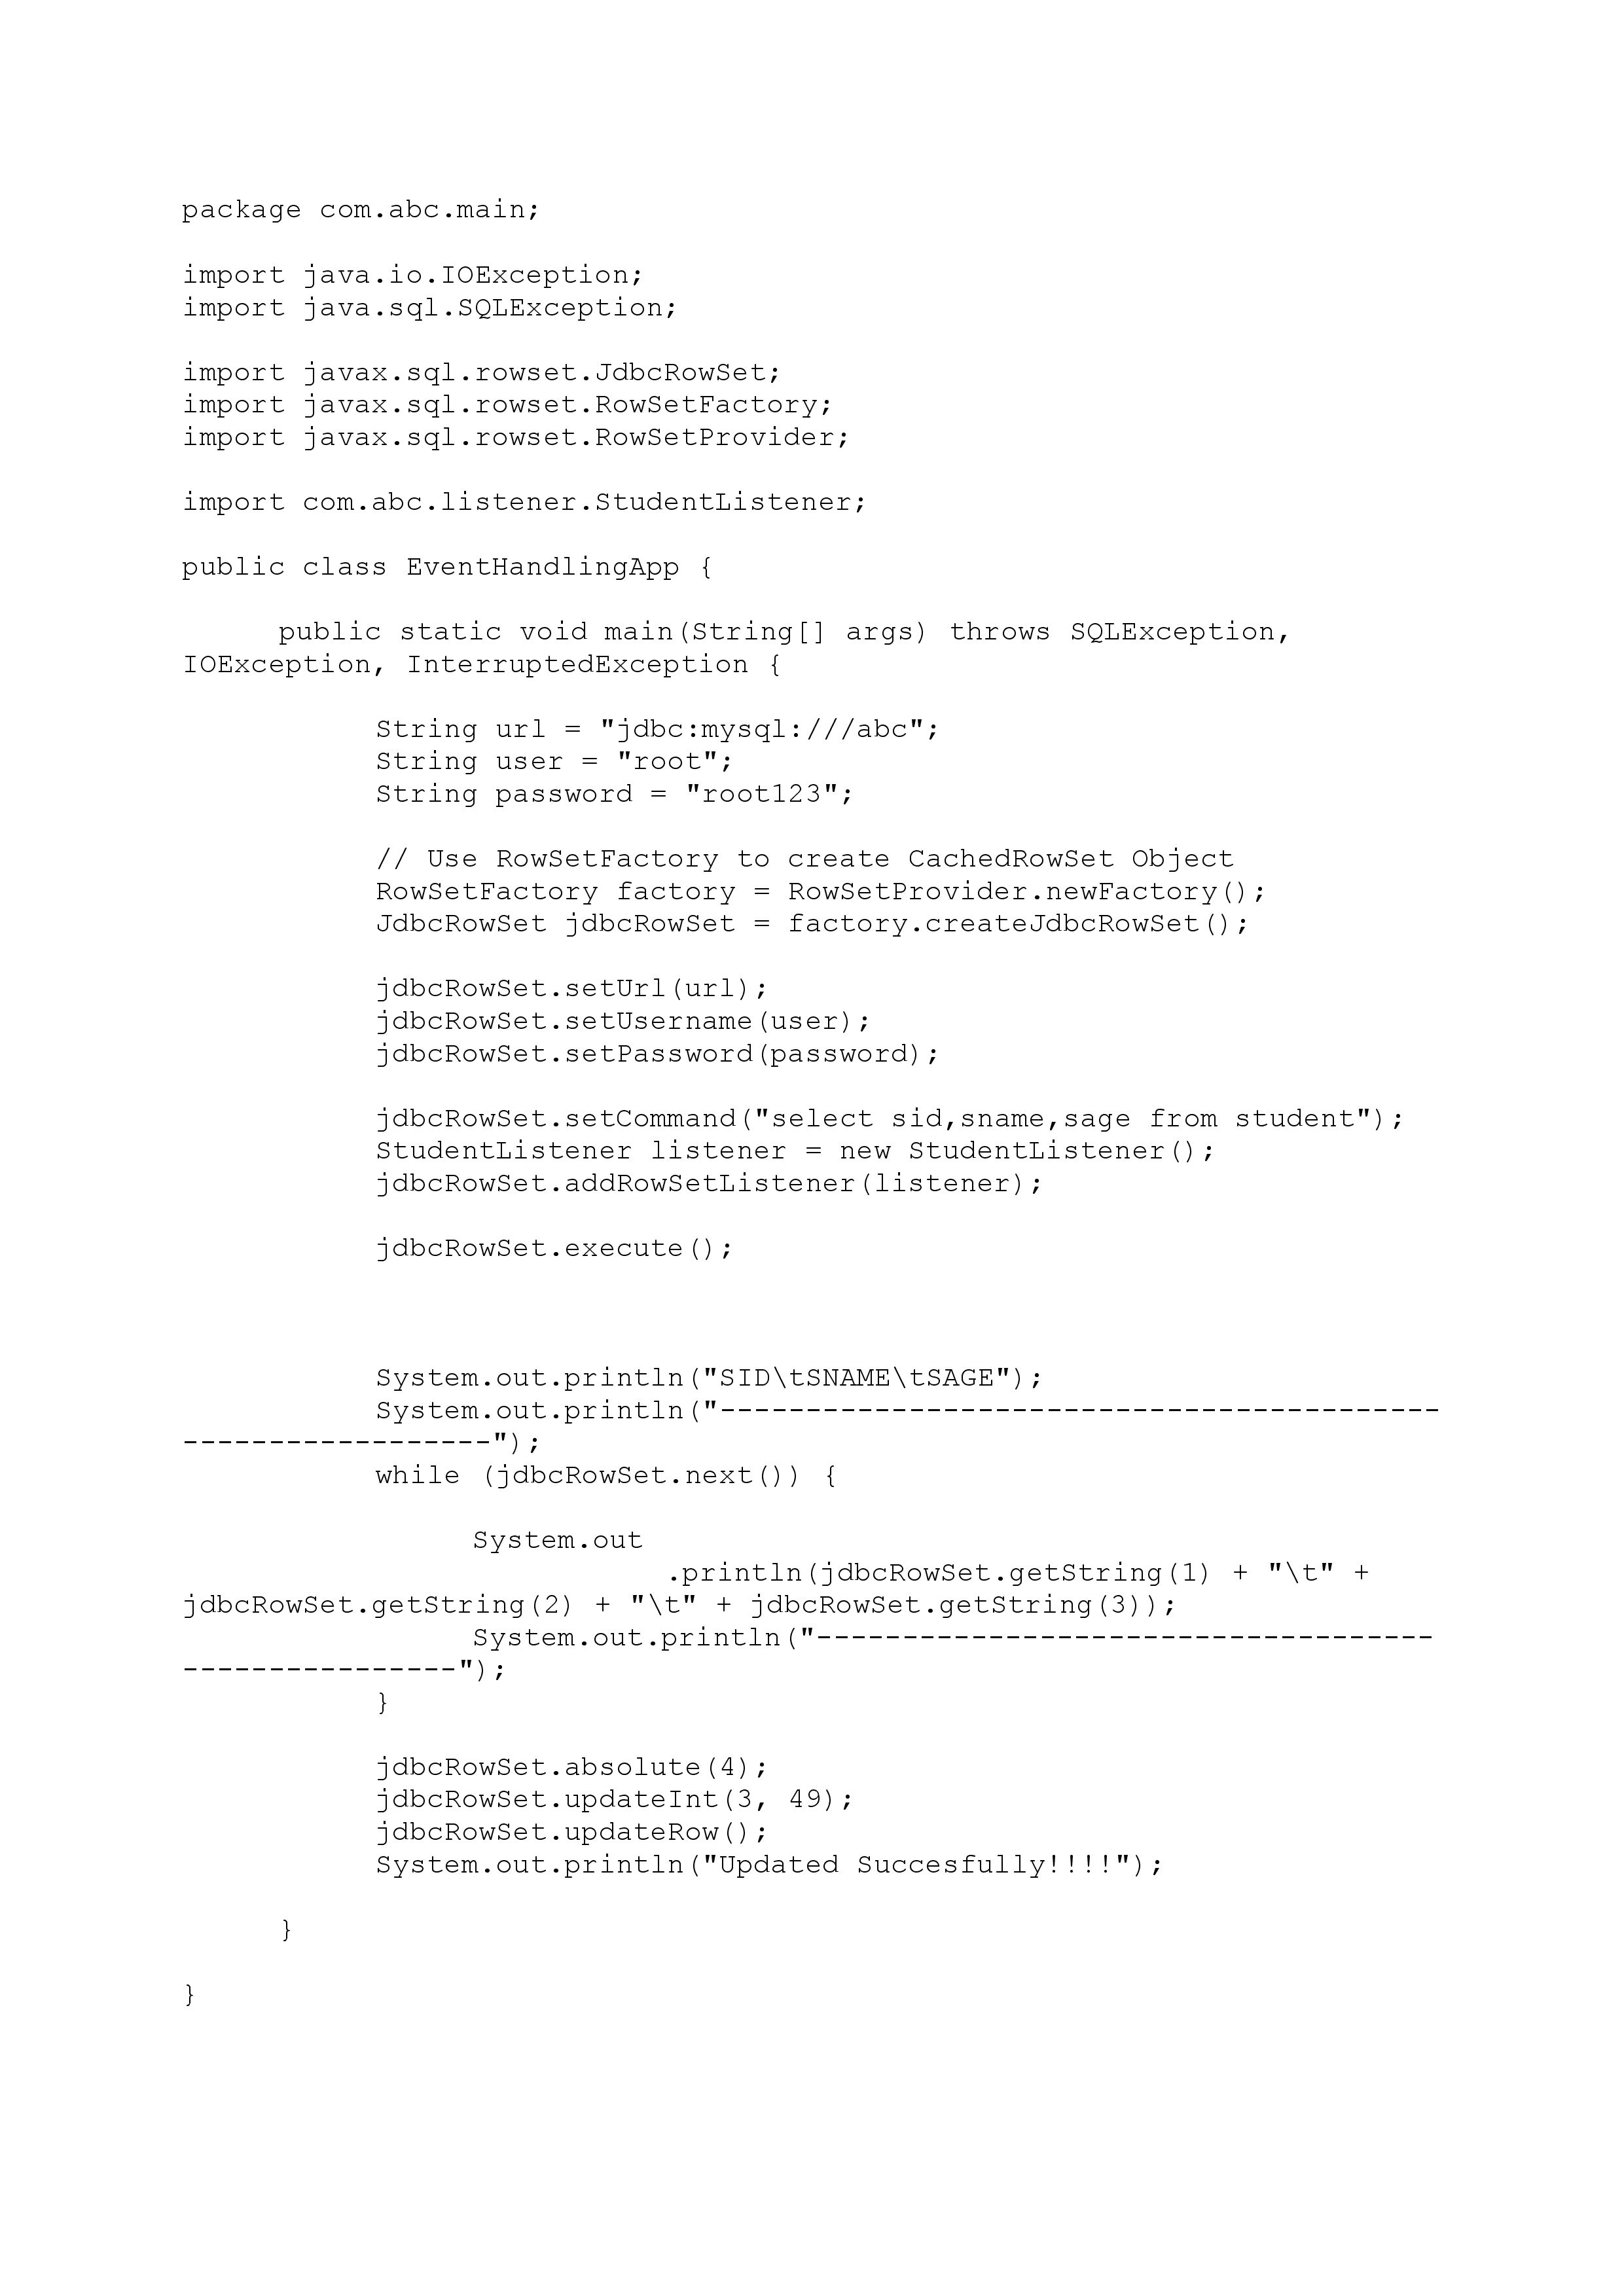 package com.abc.main;

import java.io.IOException;
import java.sql.SQLException;

import javax.sql.rowset.JdbcRowSet;
import javax.sql.rowset.RowSetFactory;
import javax.sql.rowset.RowSetProvider;

import com.abc.listener.StudentListener;

public class EventHandlingApp {

	public static void main(String[] args) throws SQLException,
IOException, InterruptedException {

		String url = "jdbc:mysql:///abc";
		String user = "root";
		String password = "root123";

		// Use RowSetFactory to create CachedRowSet Object
		RowSetFactory factory = RowSetProvider.newFactory();
		JdbcRowSet jdbcRowSet = factory.createJdbcRowSet();

		jdbcRowSet.setUrl(url);
		jdbcRowSet.setUsername(user);
		jdbcRowSet.setPassword(password);

		jdbcRowSet.setCommand("select sid,sname,sage from student");
		StudentListener listener = new StudentListener();
		jdbcRowSet.addRowSetListener(listener);

		jdbcRowSet.execute();

		System.out.println("SID\tSNAME\tSAGE");
		System.out.println("------------------------------------------
------------------");
		while (jdbcRowSet.next()) {

			System.out
					.println(jdbcRowSet.getString(1) + "\t" +
jdbcRowSet.getString(2) + "\t" + jdbcRowSet.getString(3));
			System.out.println("------------------------------------
----------------");
		}

		jdbcRowSet.absolute(4);
		jdbcRowSet.updateInt(3, 49);
		jdbcRowSet.updateRow();
		System.out.println("Updated Succesfully!!!!");

	}

}